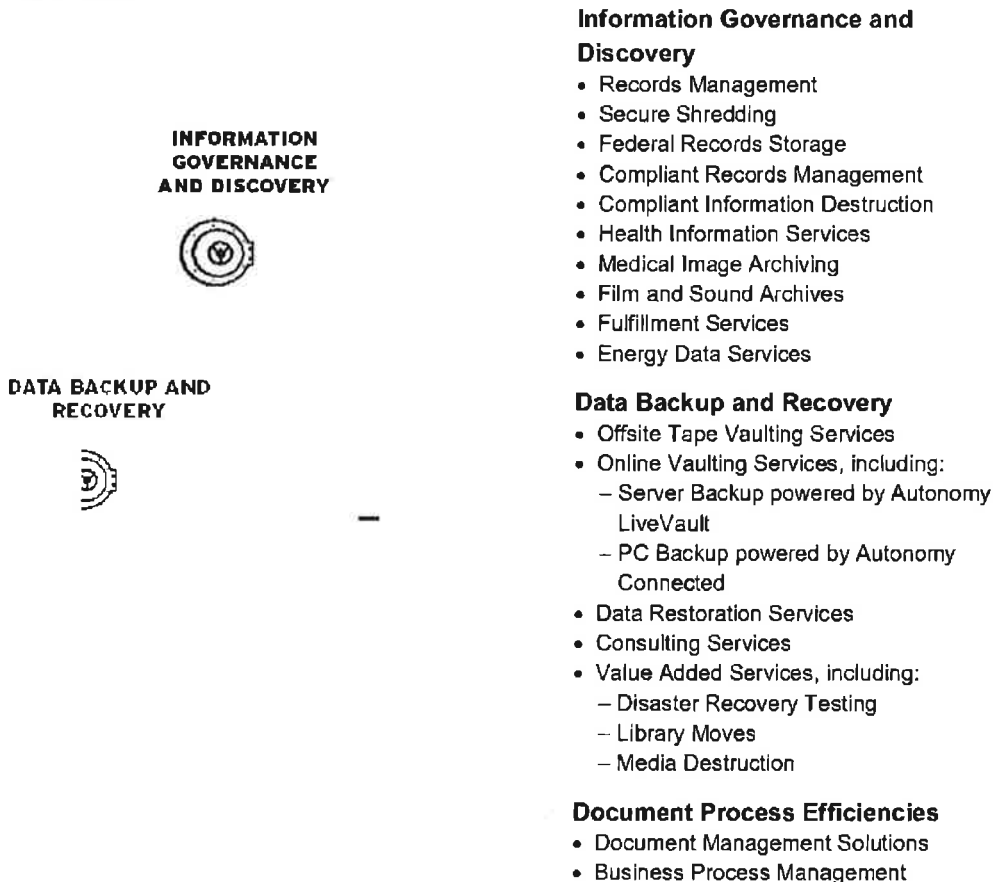 INFORMATION
GOVERNANCE
AND DISCOVERY
DATA BACKUP AND
RECOVERY
Information Governance and
Discovery
• Records Management
• Secure Shredding
• Federal Records Storage
• Compliant Records Management
• Compliant Information Destruction
• Health Information Services
• Medical Image Archiving
• Film and Sound Archives
• Fulfillment Services
• Energy Data Services
Data Backup and Recovery
• Offsite Tape Vaulting Services
• Online Vaulting Services, including:
– Server Backup powered by Autonomy
LiveVault
– PC Backup powered by Autonomy
Connected
• Data Restoration Services
• Consulting Services
• Value Added Services, including:
– Disaster Recovery Testing
– Library Moves
– Media Destruction
Document Process Efficiencies
• Document Management Solutions
• Business Process Management